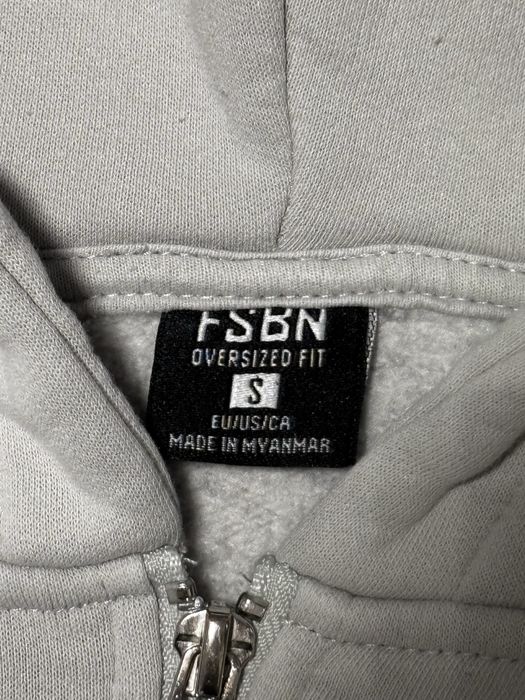 FSBN
OVERSIZED FIT
S
EU/US/CA
MADE IN MYANMAR